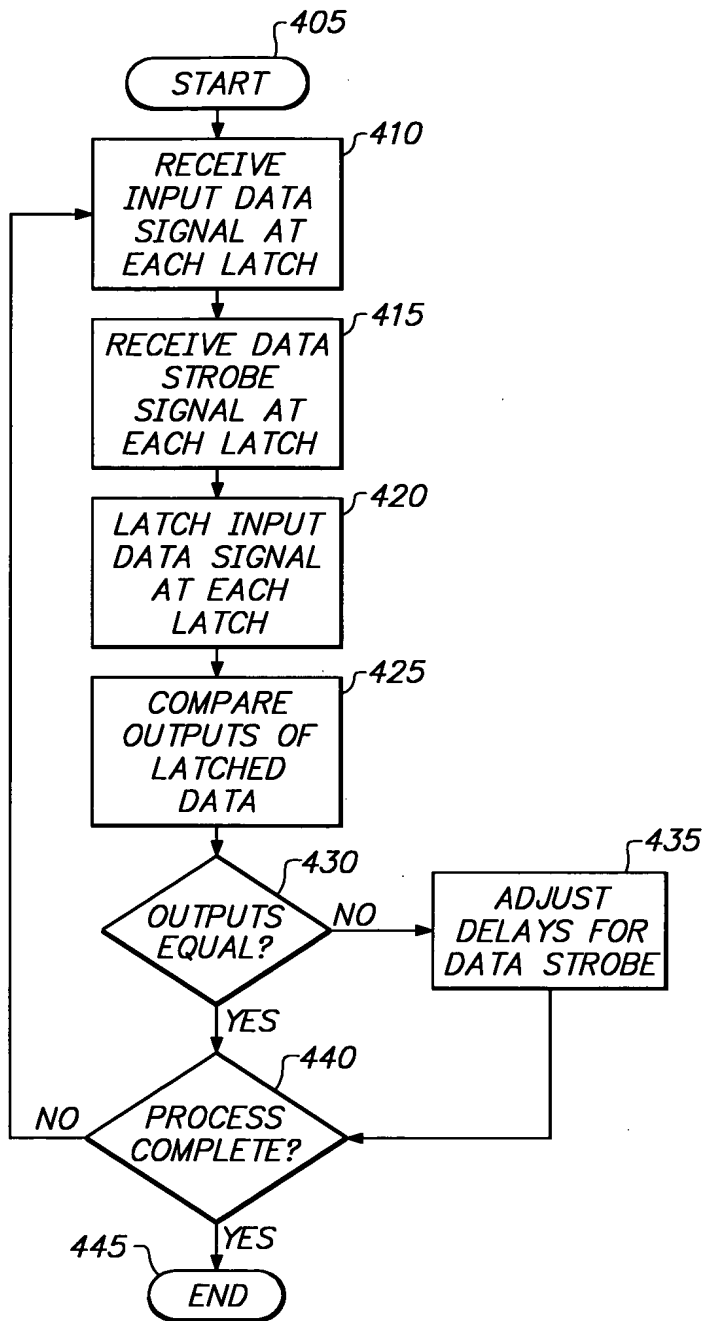 405
START
410
RECEIVE
INPUT DATA
SIGNAL AT
EACH LATCH
415
RECEIVE DATA
STROBE
SIGNAL AT
EACH LATCH
420
LATCH INPUT
DATA SIGNAL
AT EACH
LATCH
425
COMPARE
OUTPUTS OF
LATCHED
DATA
430
OUTPUTS
EQUAL?
NO
435
ADJUST
DELAYS FOR
DATA STROBE
YES
440
NO
PROCESS
COMPLETE?
YES
445
END